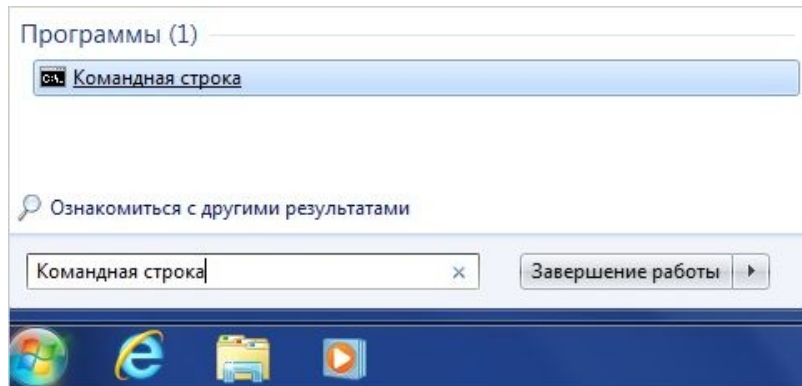 Программы (1)
C:\.
Командная строка
Ознакомиться с другими результатами
Командная строка
Завершение работы